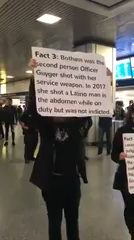 Fact 3: Botham was the
second person Officer
Guyger shot with her
service weapon. In 2017,
she shot a Latino man in
the abdomen while on
duty but was not indicted.